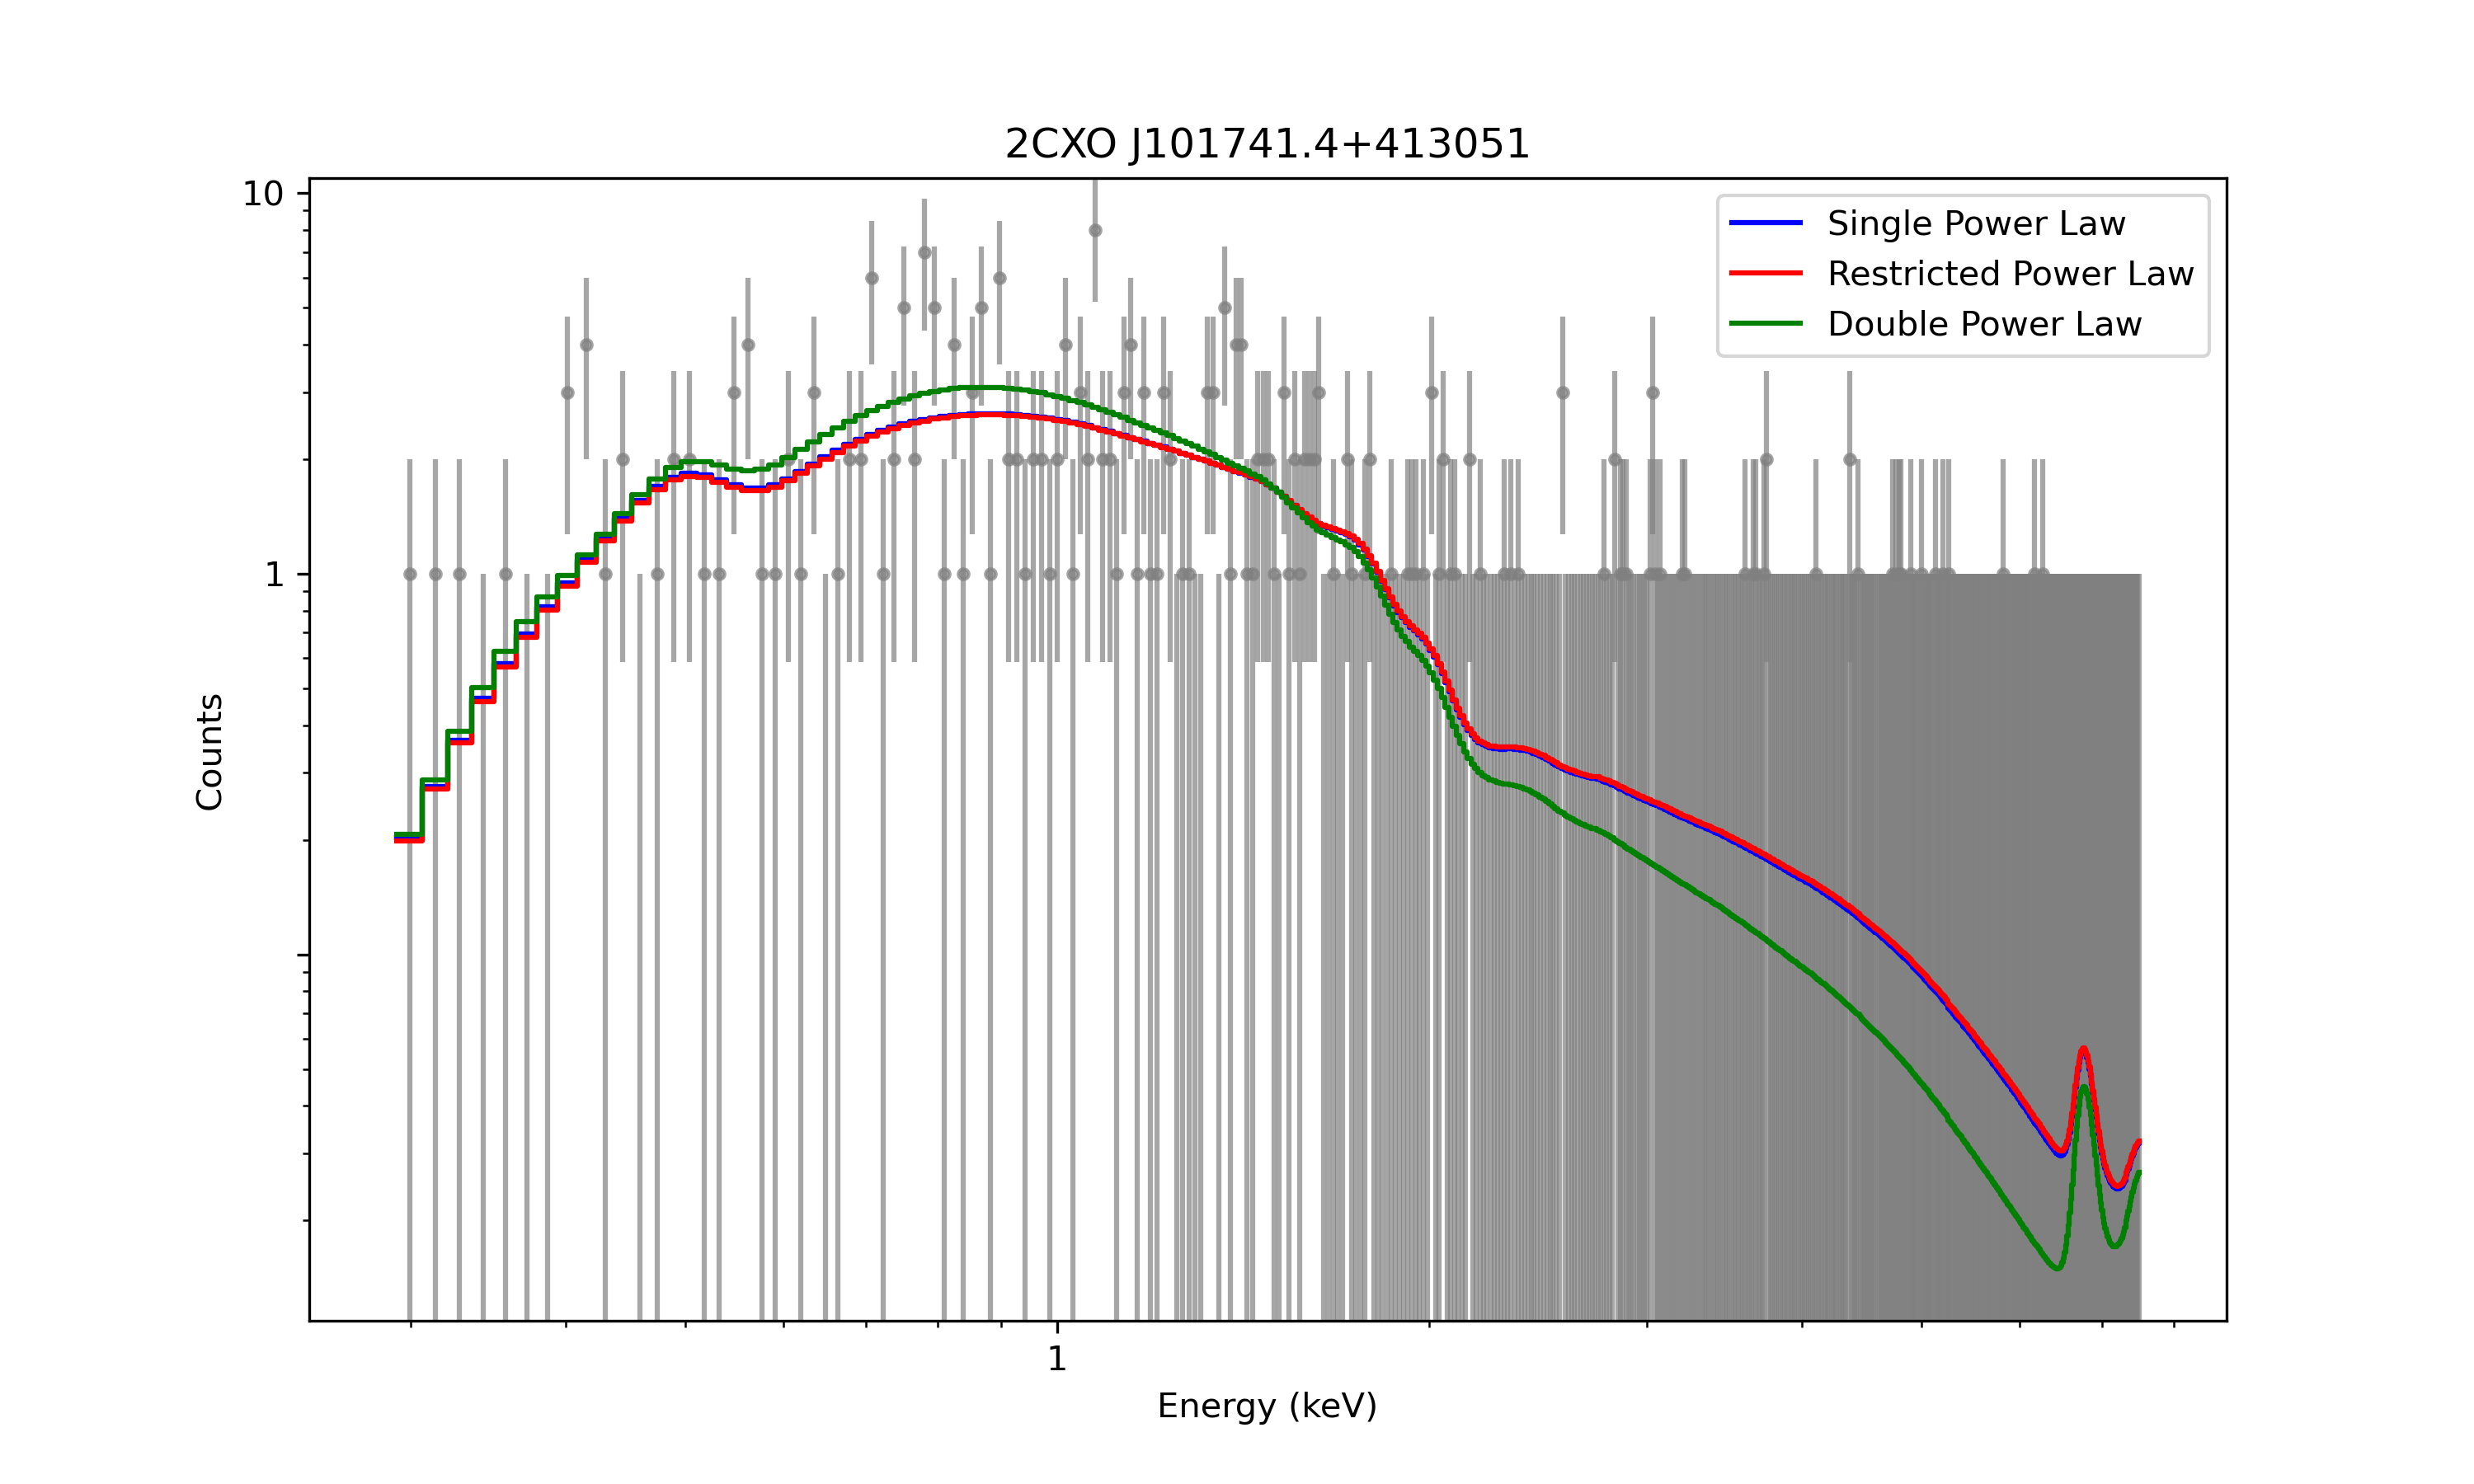 2CXO J101741.4+413051
10
1
Counts
Single Power Law
Restricted Power Law
Double Power Law
1
Energy (keV)